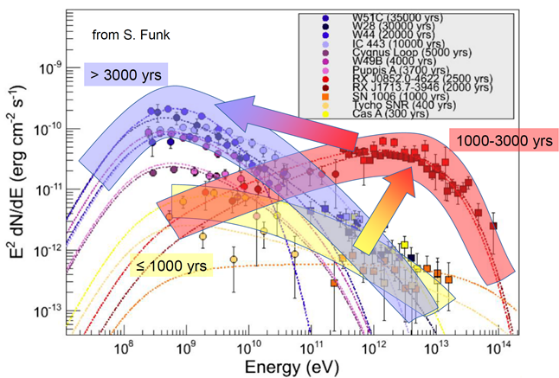 from S. Funk
W51C (35000 yrs)
W28 (30000 yrs)
W44 (20000 yrs)
IC 443 (10000 yrs)
Cygnus Loop (5000 yrs)
W49B (4000 yrs)
Puppis A (3700 yrs)
RX J0852.0-4622 (2500 yrs)
RX J1713.7-3946 (2000 yrs)
SN 1006 (1000 yrs)
Tycho SNR (400 yrs)
Cas A (300 yrs)
> 3000 yrs
1000-3000 yrs
≤ 1000 yrs
E² dN/dE (erg cm⁻² s⁻¹)
10⁻⁹
10⁻¹⁰
10⁻¹¹
10⁻¹²
10⁻¹³
10⁸ 10⁹ 10¹⁰ 10¹¹ 10¹² 10¹³ 10¹⁴
Energy (eV)